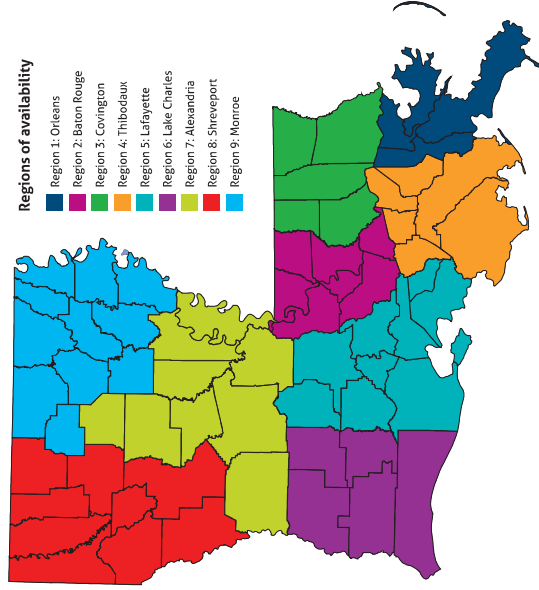 Regions of availability
Region 1: Orleans
Region 2: Baton Rouge
Region 3: Covington
Region 4: Thibodaux
Region 5: Lafayette
Region 6: Lake Charles
Region 7: Alexandria
Region 8: Shreveport
Region 9: Monroe